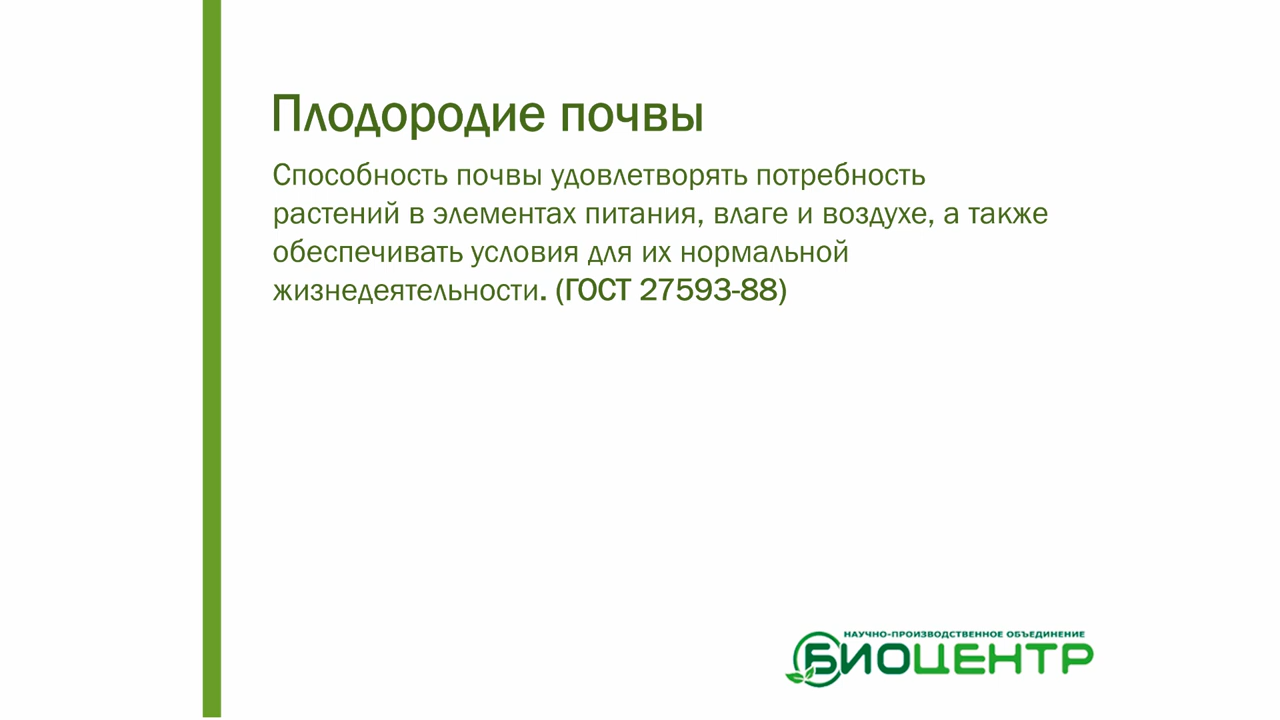 Плодородие почвы
Способность почвы удовлетворять потребность
растений в элементах питания, влаге и воздухе, а также
обеспечивать условия для их нормальной
жизнедеятельности. (ГОСТ 27593-88)
НАУЧНО-ПРОИЗВОДСТВЕННОЕ ОБЪЕДИНЕНИЕ
БИОЦЕНТР